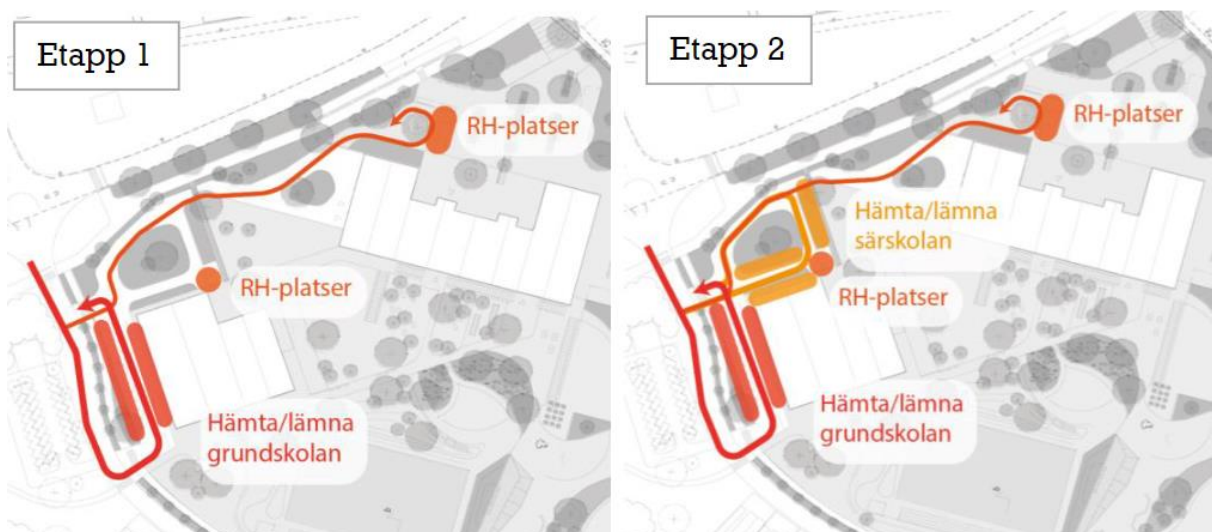 Etapp 1
RH-platser
RH-platser
Hämta/lämna
grundskolan
Etapp 2
RH-platser
Hämta/lämna
särskolan
RH-platser
Hämta/lämna
grundskolan